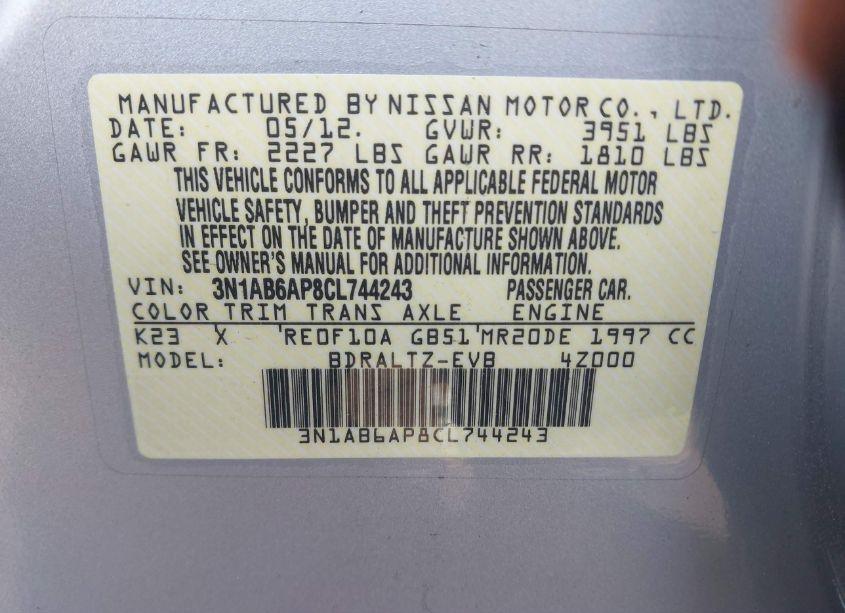 MANUFACTURED BY NISSAN MOTOR CO., LTD.
DATE: 05/12. GVWR: 3951 LBS
GAWR FR: 2227 LBS GAWR RR: 1810 LBS
THIS VEHICLE CONFORMS TO ALL APPLICABLE FEDERAL MOTOR
VEHICLE SAFETY, BUMPER AND THEFT PREVENTION STANDARDS
IN EFFECT ON THE DATE OF MANUFACTURE SHOWN ABOVE.
SEE OWNER'S MANUAL FOR ADDITIONAL INFORMATION.
VIN: 3N1AB6AP8CL744243 PASSENGER CAR.
COLOR TRIM TRANS AXLE ENGINE
K23 X 'RE0F10A GB51'MR20DE 1997 CC
MODEL: BDRALTZ-EVB 4Z000
3N1AB6AP8CL744243